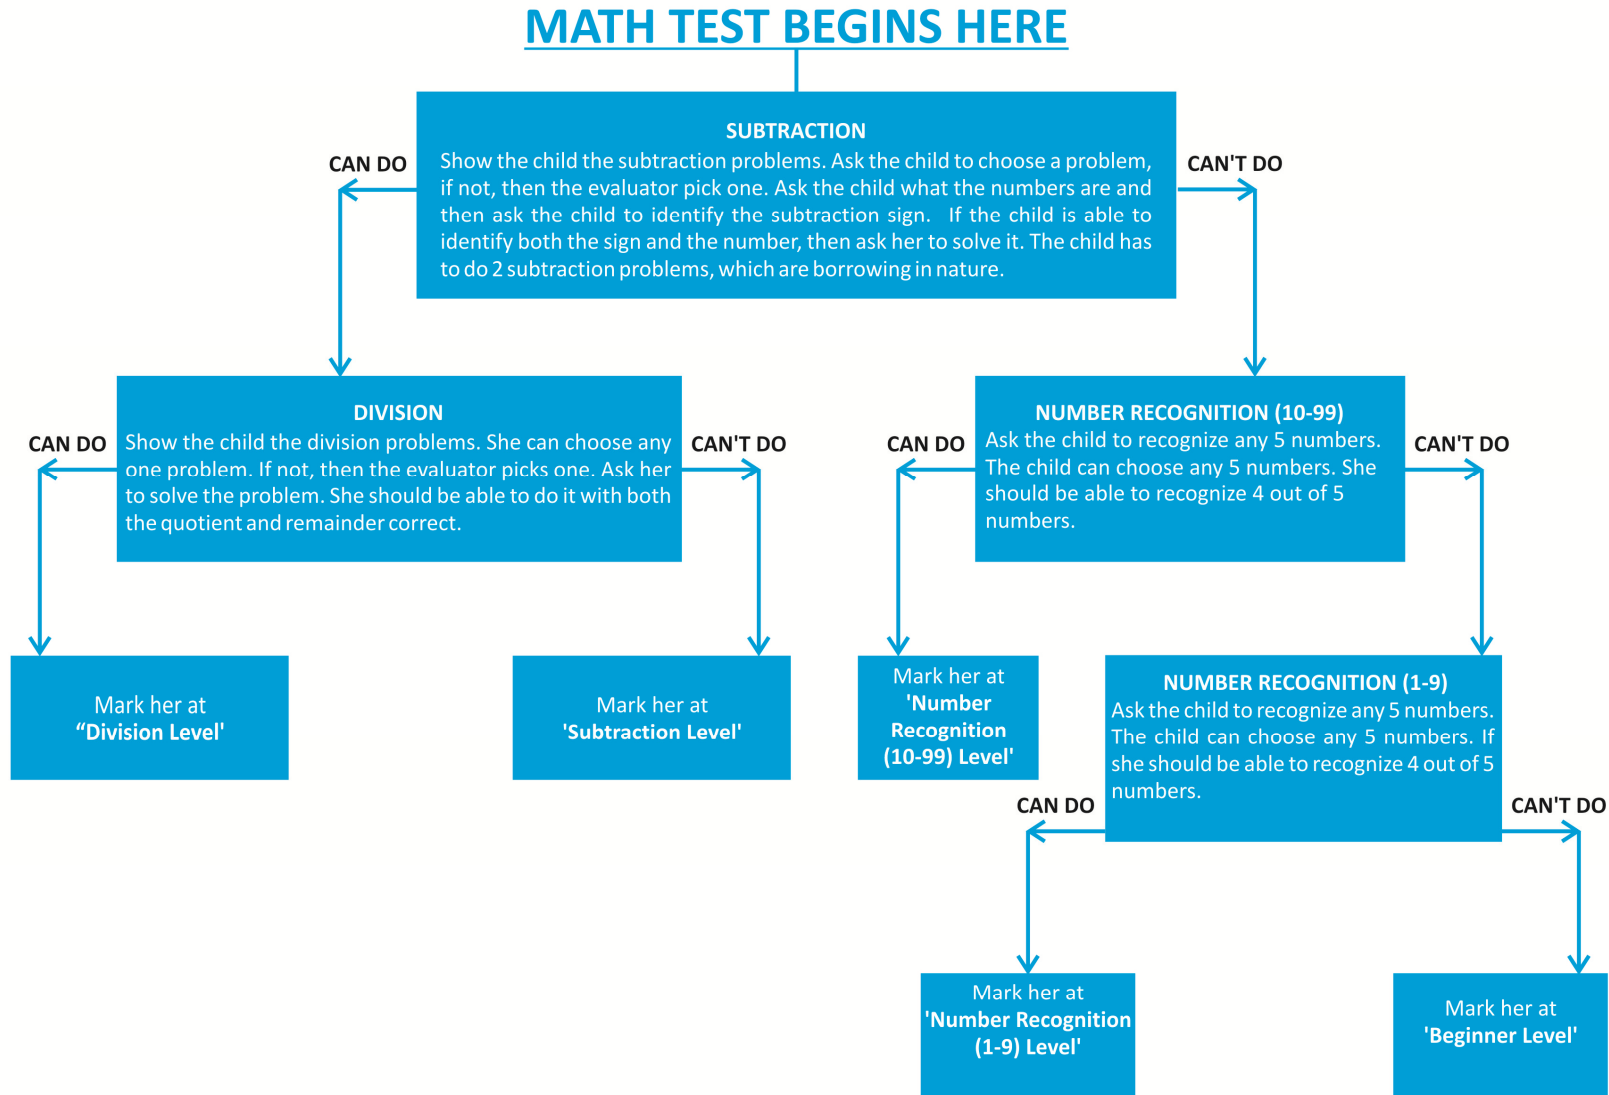 MATH TEST BEGINS HERE
SUBTRACTION
CAN DO
Show the child the subtraction problems. Ask the child to choose a problem,
if not, then the evaluator pick one. Ask the child what the numbers are and
then ask the child to identify the subtraction sign. If the child is able to
identify both the sign and the number, then ask her to solve it. The child has
to do 2 subtraction problems, which are borrowing in nature.
CAN'T DO
DIVISION
CAN DO
Show the child the division problems. She can choose any
one problem. If not, then the evaluator picks one. Ask her
to solve the problem. She should be able to do it with both
the quotient and remainder correct.
CAN'T DO
NUMBER RECOGNITION (10-99)
CAN DO
Ask the child to recognize any 5 numbers.
The child can choose any 5 numbers. She
should be able to recognize 4 out of 5
numbers.
CAN'T DO
Mark her at
“Division Level'
Mark her at
'Subtraction Level'
Mark her at
'Number
Recognition
(10-99) Level'
NUMBER RECOGNITION (1-9)
Ask the child to recognize any 5 numbers.
The child can choose any 5 numbers. If
she should be able to recognize 4 out of 5
numbers.
CAN DO
CAN'T DO
Mark her at
'Number Recognition
(1-9) Level'
Mark her at
'Beginner Level'